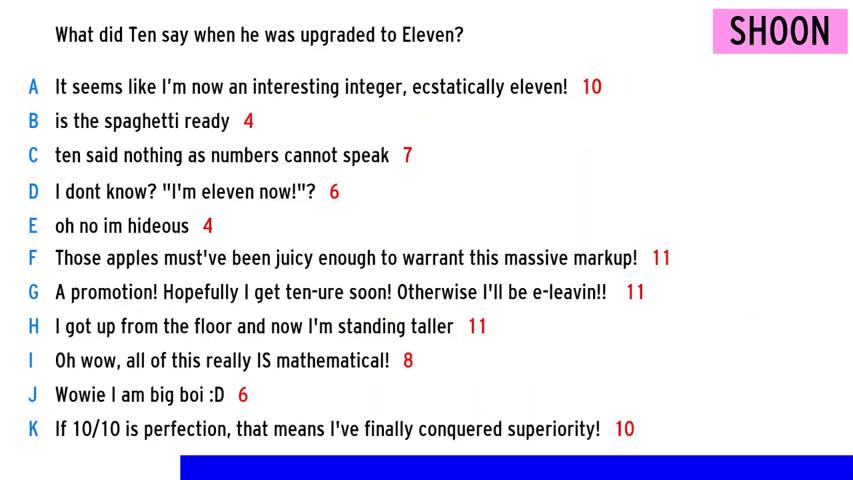 What did Ten say when he was upgraded to Eleven?
SHOON
A It seems like I'm now an interesting integer, ecstatically eleven! 10
B is the spaghetti ready 4
C ten said nothing as numbers cannot speak 7
D I dont know? "I'm eleven now!"? 6
E oh no im hideous 4
F Those apples must've been juicy enough to warrant this massive markup! 11
G A promotion! Hopefully I get ten-ure soon! Otherwise I'll be e-leavin!! 11
H I got up from the floor and now I'm standing taller 11
I Oh wow, all of this really IS mathematical! 8
J Wowie I am big boi :D 6
K If 10/10 is perfection, that means I've finally conquered superiority! 10